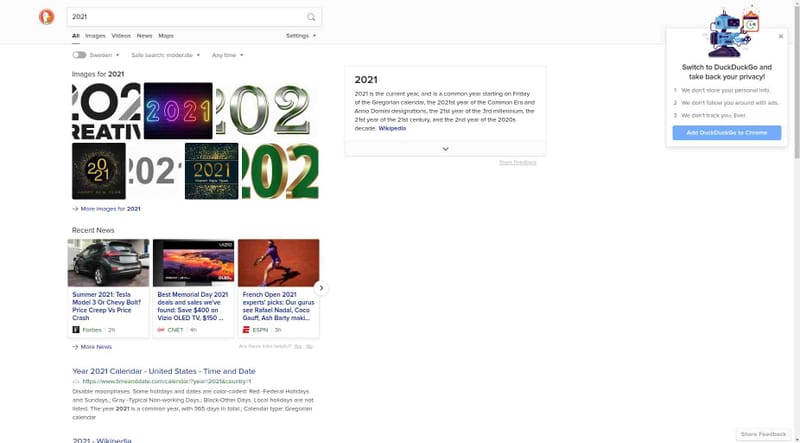 2021
All Images Videos News Maps
Settings
Sweden Safe search: moderate Any time
Images for 2021
2021
HAPPY NEW YEAR
2021
2021
More Images for 2021
Recent News
Summer 2021: Tesla
Model 3 Or Chevy Bolt?
Price Creep Vs Price
Crash
Forbes | 2h
VIZIO
OLED
Best Memorial Day 2021
deals and sales we've
found: Save $400 on
Vizio OLED TV, $150 ...
CNET | 4h
French Open 2021
experts' picks: Our gurus
see Rafael Nadal, Coco
Gauff, Ash Barty maki...
ESPN | 3h
More News
Are these links helpful? Yes No
Year 2021 Calendar - United States - Time and Date
https://www.timeanddate.com/calendar/?year=2021&country=1
Disable moonphases. Some holidays and dates are color-coded: Red -Federal Holidays
and Sundays.; Gray -Typical Non-working Days.; Black-Other Days. Local holidays are not
listed. The year 2021 is a common year, with 365 days in total.; Calendar type: Gregorian
calendar
2021 - Wikipedia
2021
2021 is the current year, and is a common year starting on Friday
of the Gregorian calendar, the 2021st year of the Common Era and
Anno Domini designations, the 21st year of the 3rd millennium, the
21st year of the 21st century, and the 2nd year of the 2020s
decade. Wikipedia
Share Feedback
Switch to DuckDuckGo and
take back your privacy!
1 We don't store your personal info.
2 We don't follow you around with ads.
3 We don't track you. Ever.
Add DuckDuckGo to Chrome
Share Feedback